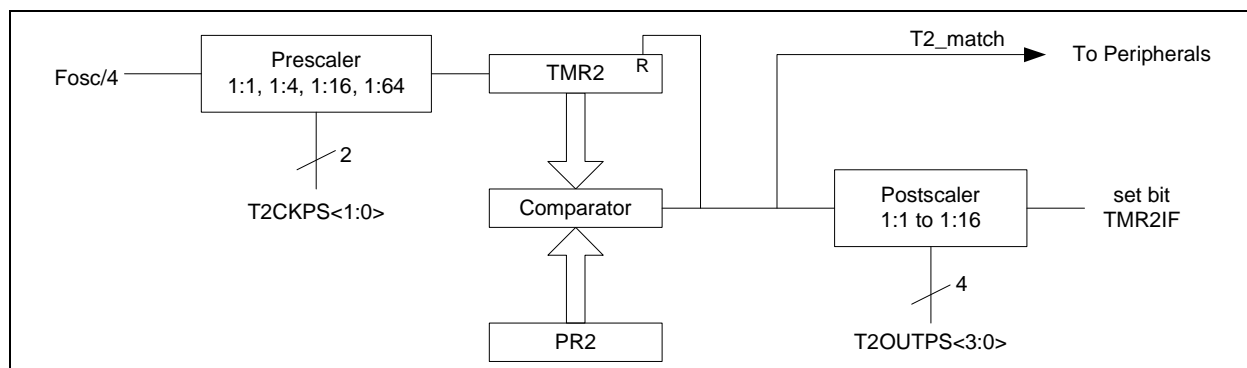 T2_match
To Peripherals
Fosc/4
Prescaler
1:1, 1:4, 1:16, 1:64
TMR2
R
2
T2CKPS<1:0>
Comparator
Postscaler
1:1 to 1:16
set bit
TMR2IF
4
T2OUTPS<3:0>
PR2